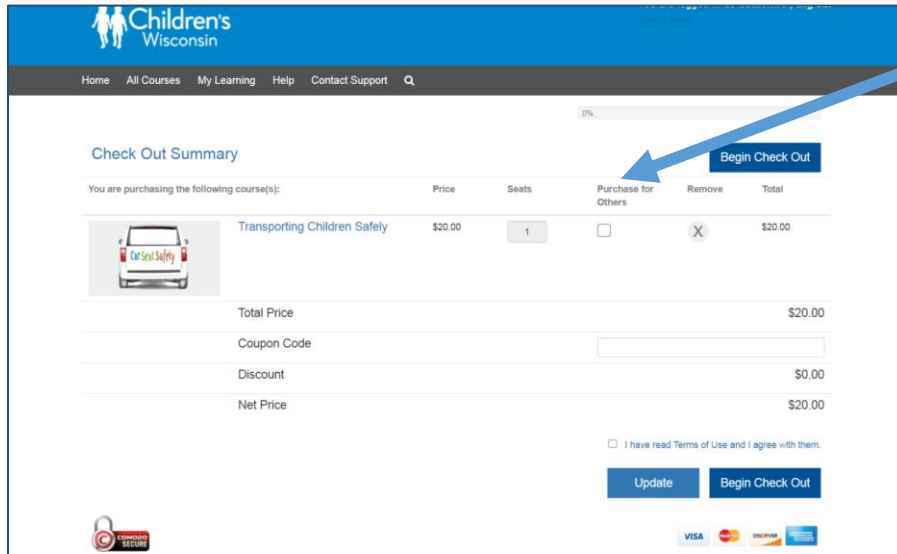 Children's
Wisconsin
Home All Courses My Learning Help Contact Support
0%
Check Out Summary
Begin Check Out
You are purchasing the following course(s): Price Seats Purchase for Others Remove Total
Car Seat Safety
Transporting Children Safely $20.00 1 X $20.00
Total Price $20.00
Coupon Code
Discount $0.00
Net Price $20.00
I have read Terms of Use and I agree with them.
Update Begin Check Out
COMODO
SECURE
VISA DISCOVER